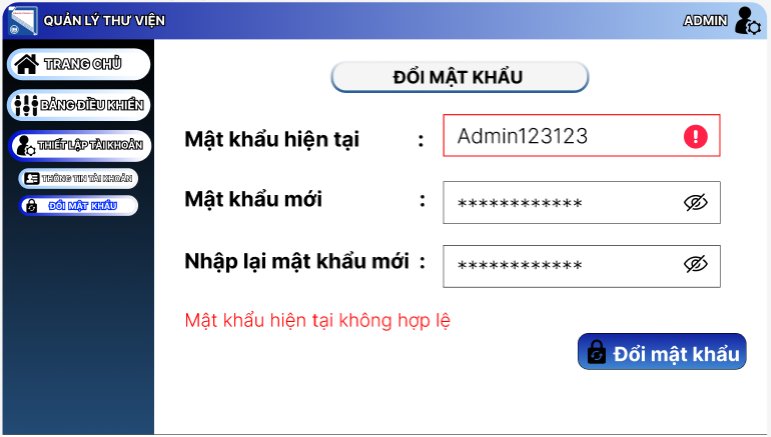 QUẢN LÝ THƯ VIỆN
ADMIN
TRANG CHỦ
BẢNG ĐIỀU KHIỂN
THIẾT LẬP TÀI KHOẢN
THÔNG TIN TÀI KHOẢN
ĐỔI MẬT KHẨU
ĐỔI MẬT KHẨU
Mật khẩu hiện tại : Admin123123
Mật khẩu mới : ************
Nhập lại mật khẩu mới : ************
Mật khẩu hiện tại không hợp lệ
Đổi mật khẩu